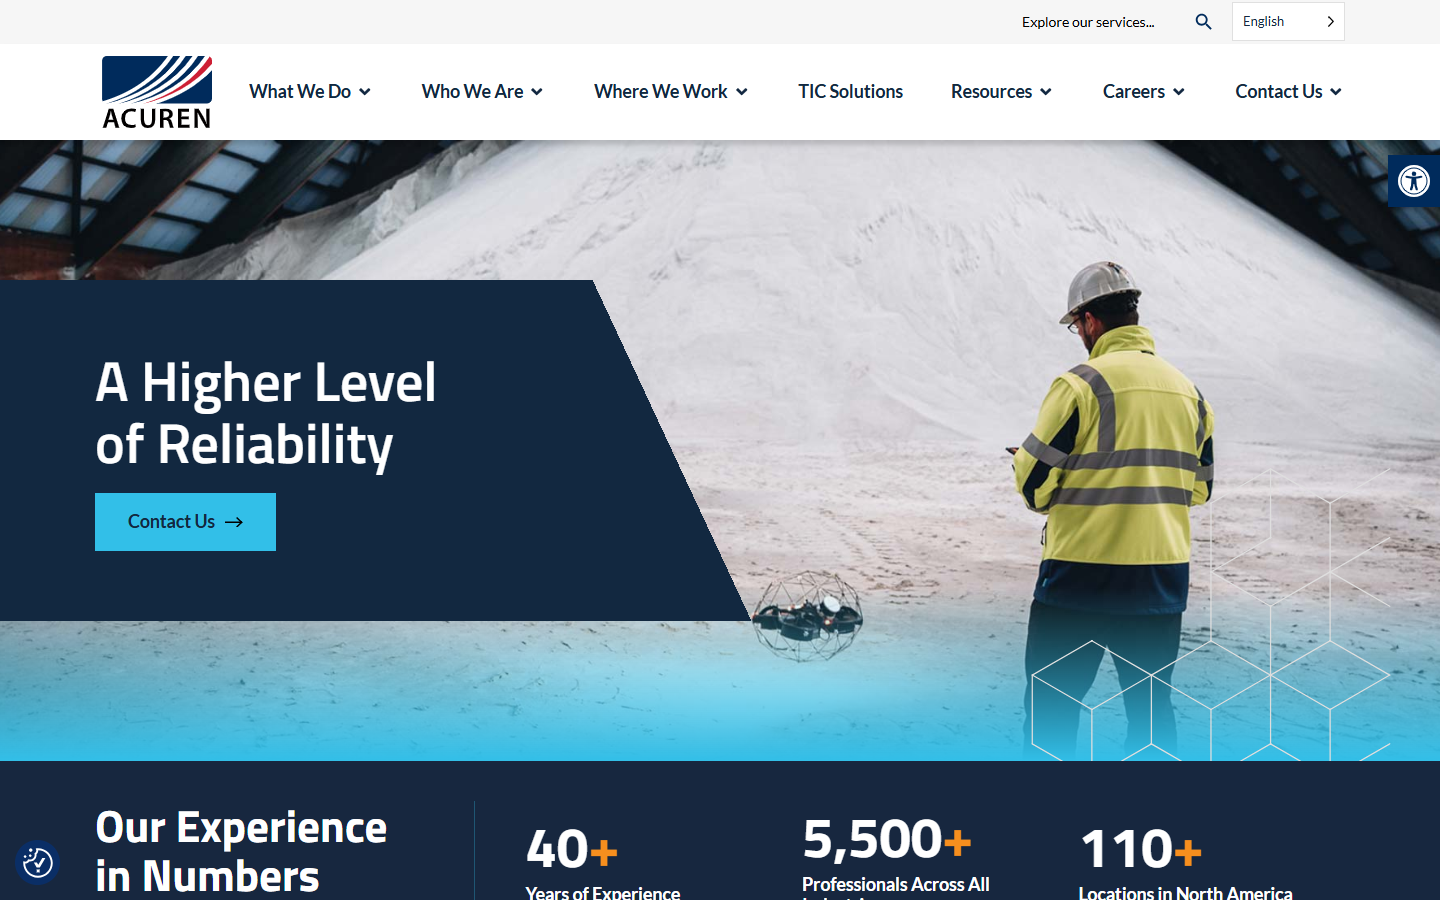 Explore our services...
English
ACUREN
What We Do
Who We Are
Where We Work
TIC Solutions
Resources
Careers
Contact Us
A Higher Level
of Reliability
Contact Us
Our Experience
in Numbers
40+
Years of Experience
5,500+
Professionals Across All
110+
Locations in North America